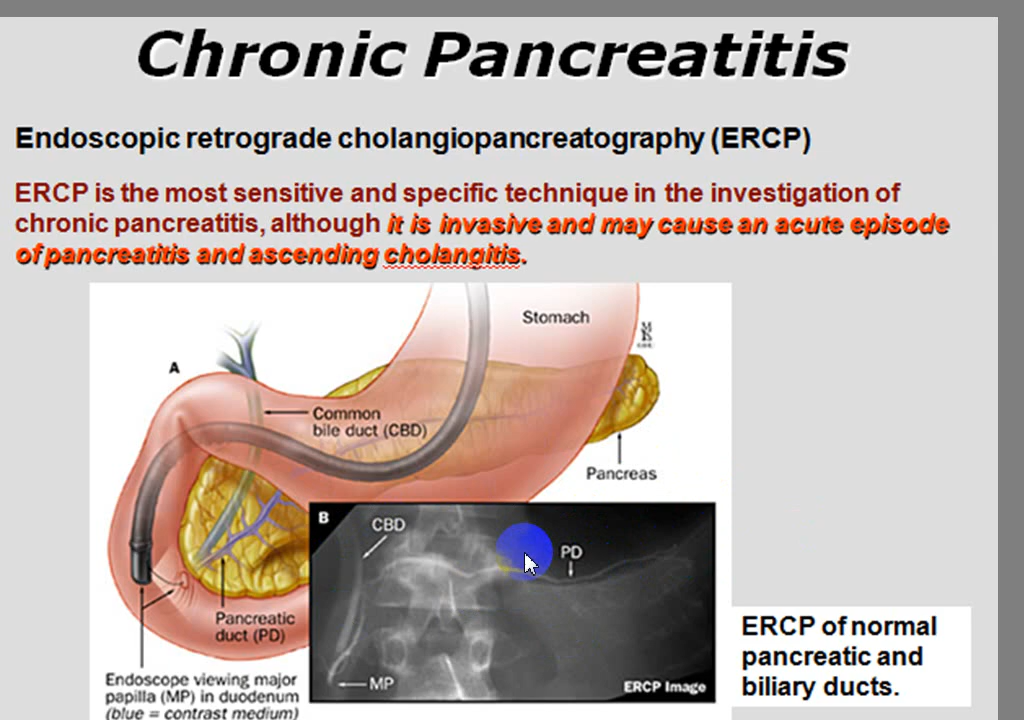 Chronic Pancreatitis
Endoscopic retrograde cholangiopancreatography (ERCP)
ERCP is the most sensitive and specific technique in the investigation of
chronic pancreatitis, although it is invasive and may cause an acute episode
of pancreatitis and ascending cholangitis.
Stomach
A
Common
bile duct (CBD)
Pancreas
B
CBD
PD
Pancreatic
duct (PD)
MP
ERCP Image
Endoscope viewing major
papilla (MP) in duodenum
(blue = contrast medium)
ERCP of normal
pancreatic and
biliary ducts.